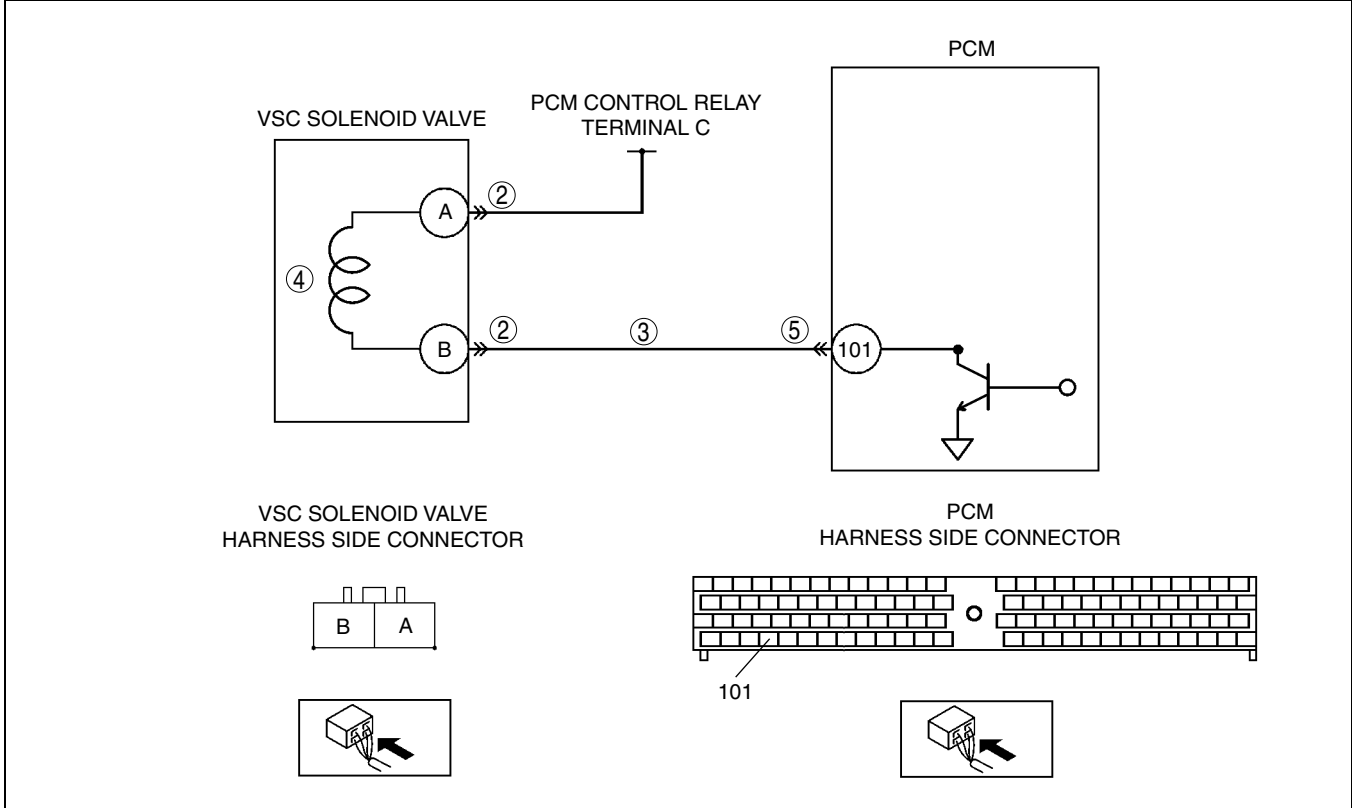 PCM
PCM CONTROL RELAY
TERMINAL C
VSC SOLENOID VALVE
A
②
④
B
②
③
⑤
101
VSC SOLENOID VALVE
HARNESS SIDE CONNECTOR
PCM
HARNESS SIDE CONNECTOR
B
A
101